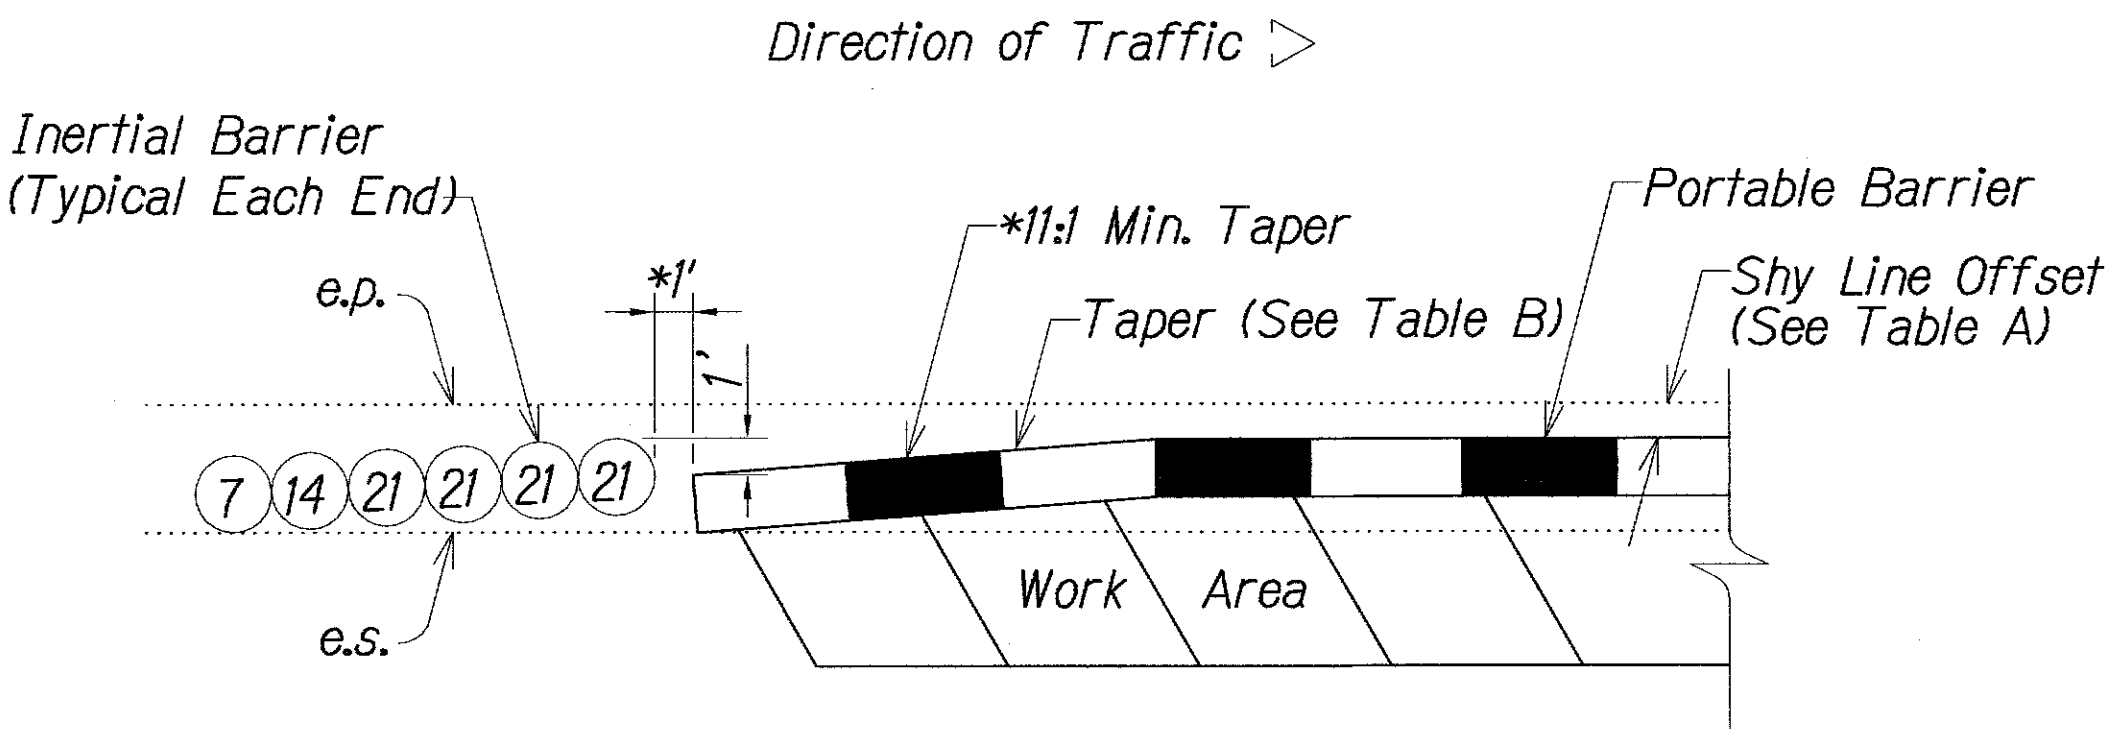 Direction of Traffic
Inertial Barrier
(Typical Each End)
Portable Barrier
*11:1 Min. Taper
Shy Line Offset
(See Table A)
*1'
e.p.
Taper (See Table B)
1'
7 14 21 21 21 21
Work Area
e.s.